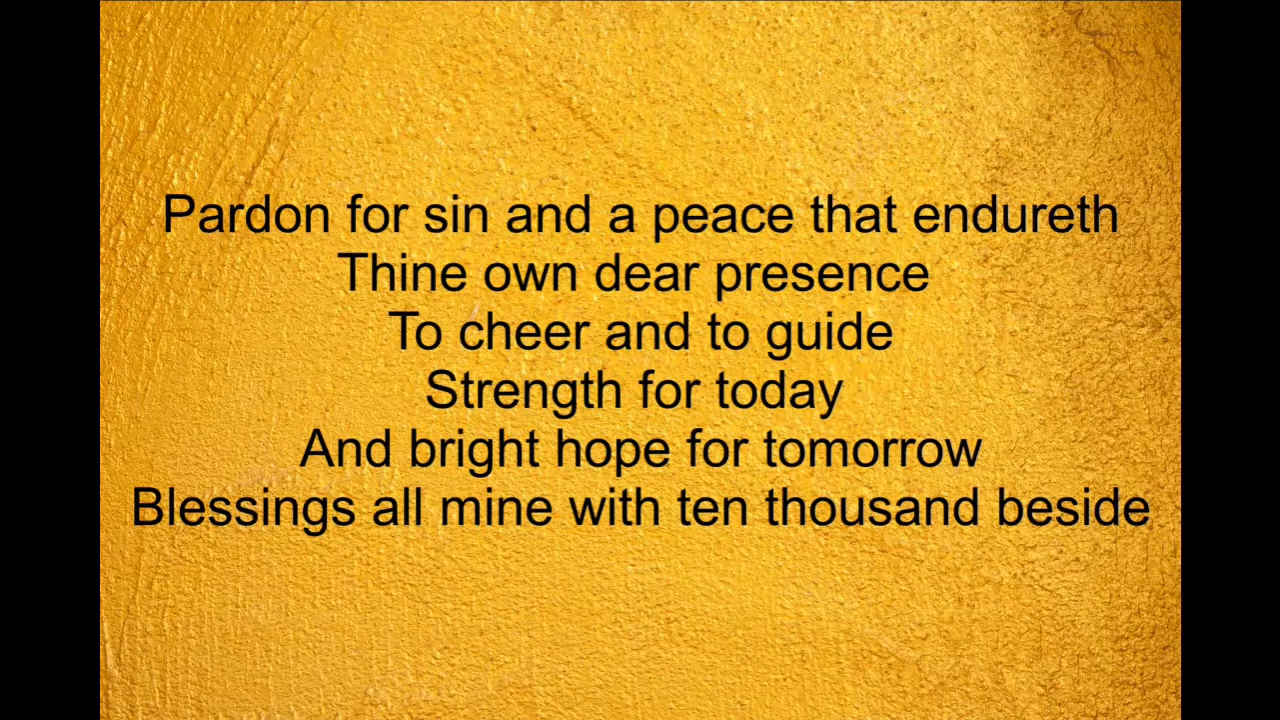 Pardon for sin and a peace that endureth
Thine own dear presence
To cheer and to guide
Strength for today
And bright hope for tomorrow
Blessings all mine with ten thousand beside